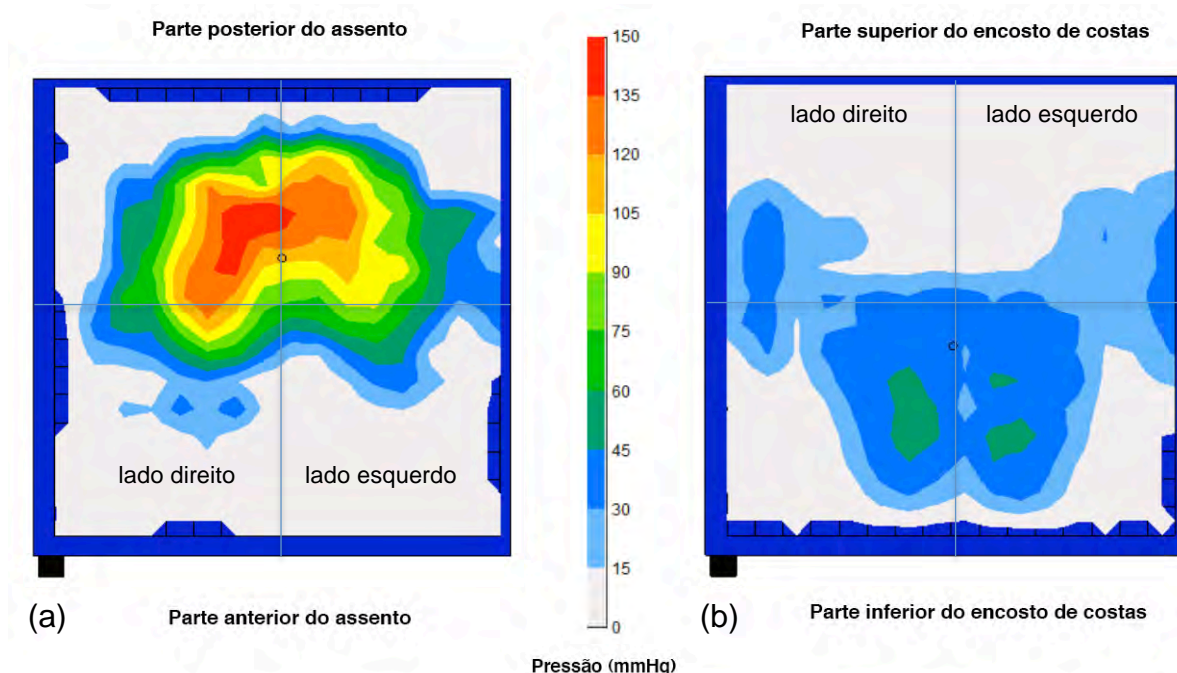 Parte posterior do assento
lado direito
lado esquerdo
(a)
Parte anterior do assento
150
135
120
105
90
75
60
45
30
15
0
Pressão (mmHg)
Parte superior do encosto de costas
lado direito
lado esquerdo
(b)
Parte inferior do encosto de costas